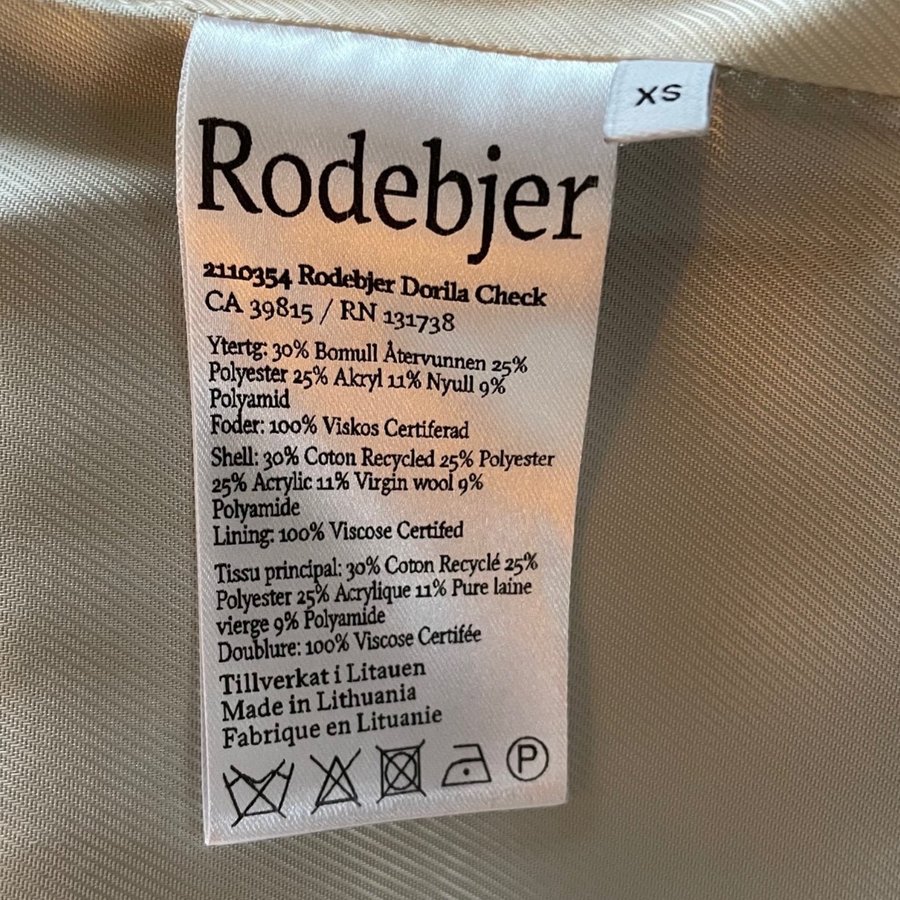 XS
Rodebjer
2110354 Rodebjer Dorila Check
CA 39815 / RN 131738
Ytertg: 30% Bomull Återvunnen 25%
Polyester 25% Akryl 11% Nyull 9%
Polyamid
Foder: 100% Viskos Certiferad
Shell: 30% Coton Recycled 25% Polyester
25% Acrylic 11% Virgin wool 9%
Polyamide
Lining: 100% Viscose Certifed
Tissu principal: 30% Coton Recyclé 25%
Polyester 25% Acrylique 11% Pure laine
vierge 9% Polyamide
Doublure: 100% Viscose Certifée
Tillverkat i Litauen
Made in Lithuania
Fabrique en Lituanie
P